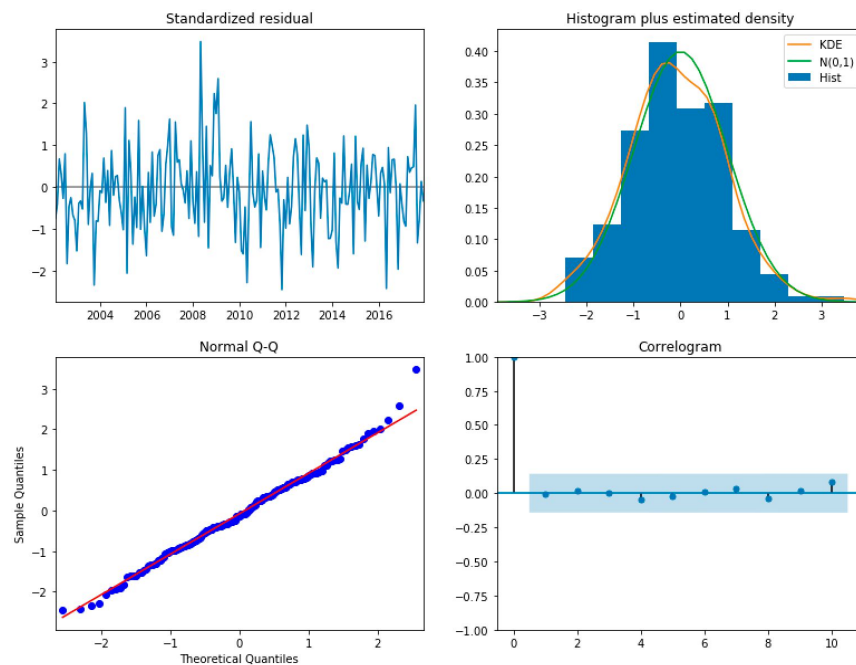 Standardized residual
3
2
1
0
−1
−2
2004 2006 2008 2010 2012 2014 2016
Histogram plus estimated density
KDE
N(0,1)
Hist
0.40
0.35
0.30
0.25
0.20
0.15
0.10
0.05
0.00
−3 −2 −1 0 1 2 3
Normal Q-Q
Sample Quantiles
3
2
1
0
−1
−2
−2 −1 0 1 2
Theoretical Quantiles
Correlogram
1.00
0.75
0.50
0.25
0.00
−0.25
−0.50
−0.75
−1.00
0 2 4 6 8 10